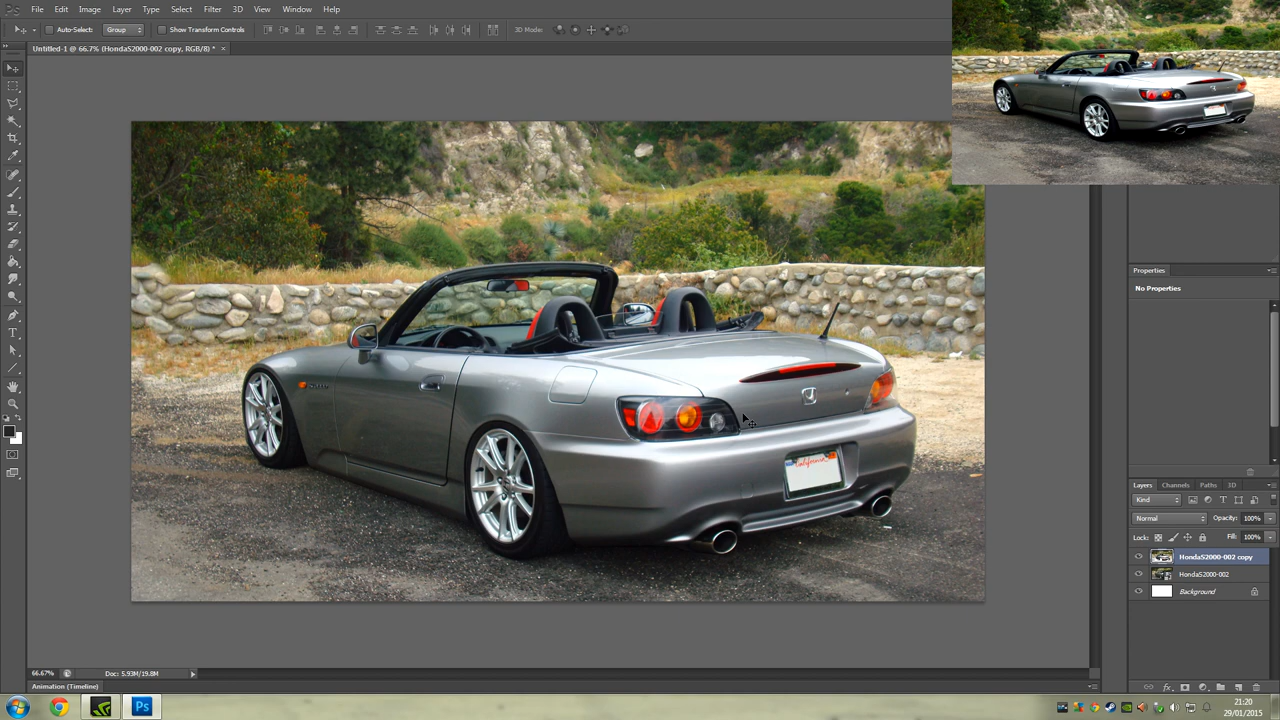 Ps File Edit Image Layer Type Select Filter 3D View Window Help
Auto-Select: Group Show Transform Controls 3D Mode:
Untitled-1 @ 66.7% (HondaS2000-002 copy, RGB/8) * ×
Properties
No Properties
California
Layers Channels Paths 3D
Kind
Normal Opacity: 100%
Lock: Fill: 100%
HondaS2000-002 copy
HondaS2000-002
Background
66.67% Doc: 5.93M/19.8M
Animation (Timeline)
Ps
21:20
29/01/2015